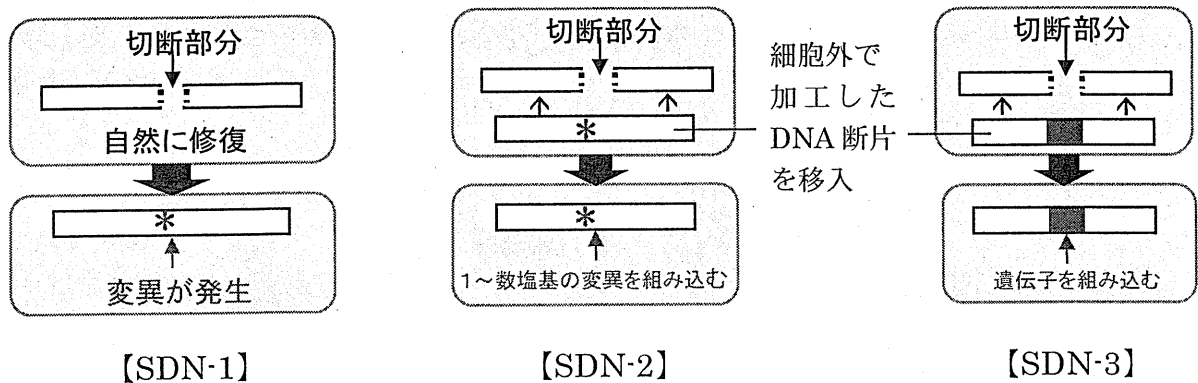 切断部分
自然に修復
*
変異が発生
【SDN-1】
切断部分
*
*
1～数塩基の変異を組み込む
【SDN-2】
細胞外で
加工した
DNA 断片
を移入
切断部分
遺伝子を組み込む
【SDN-3】